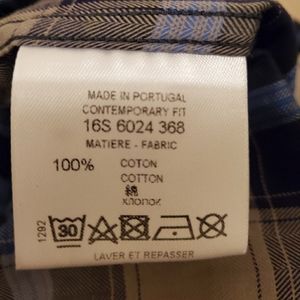 MADE IN PORTUGAL
CONTEMPORARY FIT
16S 6024 368
MATIERE - FABRIC
100% COTON
COTTON
ХЛОПОК
1292
30
LAVER ET REPASSER